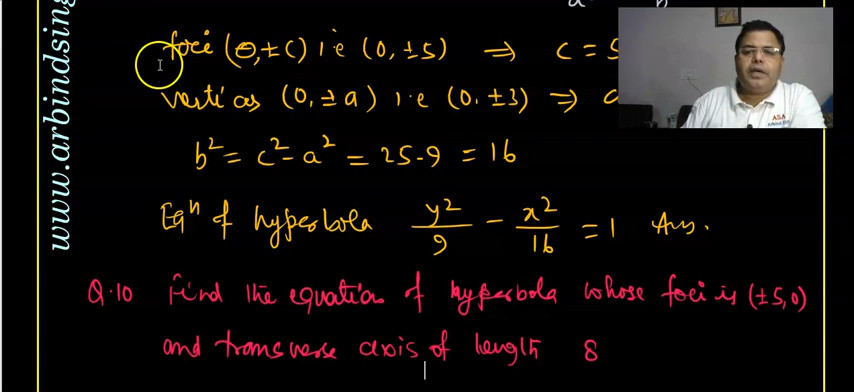 foci (0, ±c) i.e (0, ±5) ⇒ c = 5
vertices (0, ±a) i.e (0, ±3) ⇒ a
b² = c² - a² = 25-9 = 16
Eqⁿ of hyperbola y²/9 - x²/16 = 1 Ans.
Q.10 Find the equation of hyperbola whose foci is (±5,0)
and transverse axis of length 8
www.arbindsing
ASA